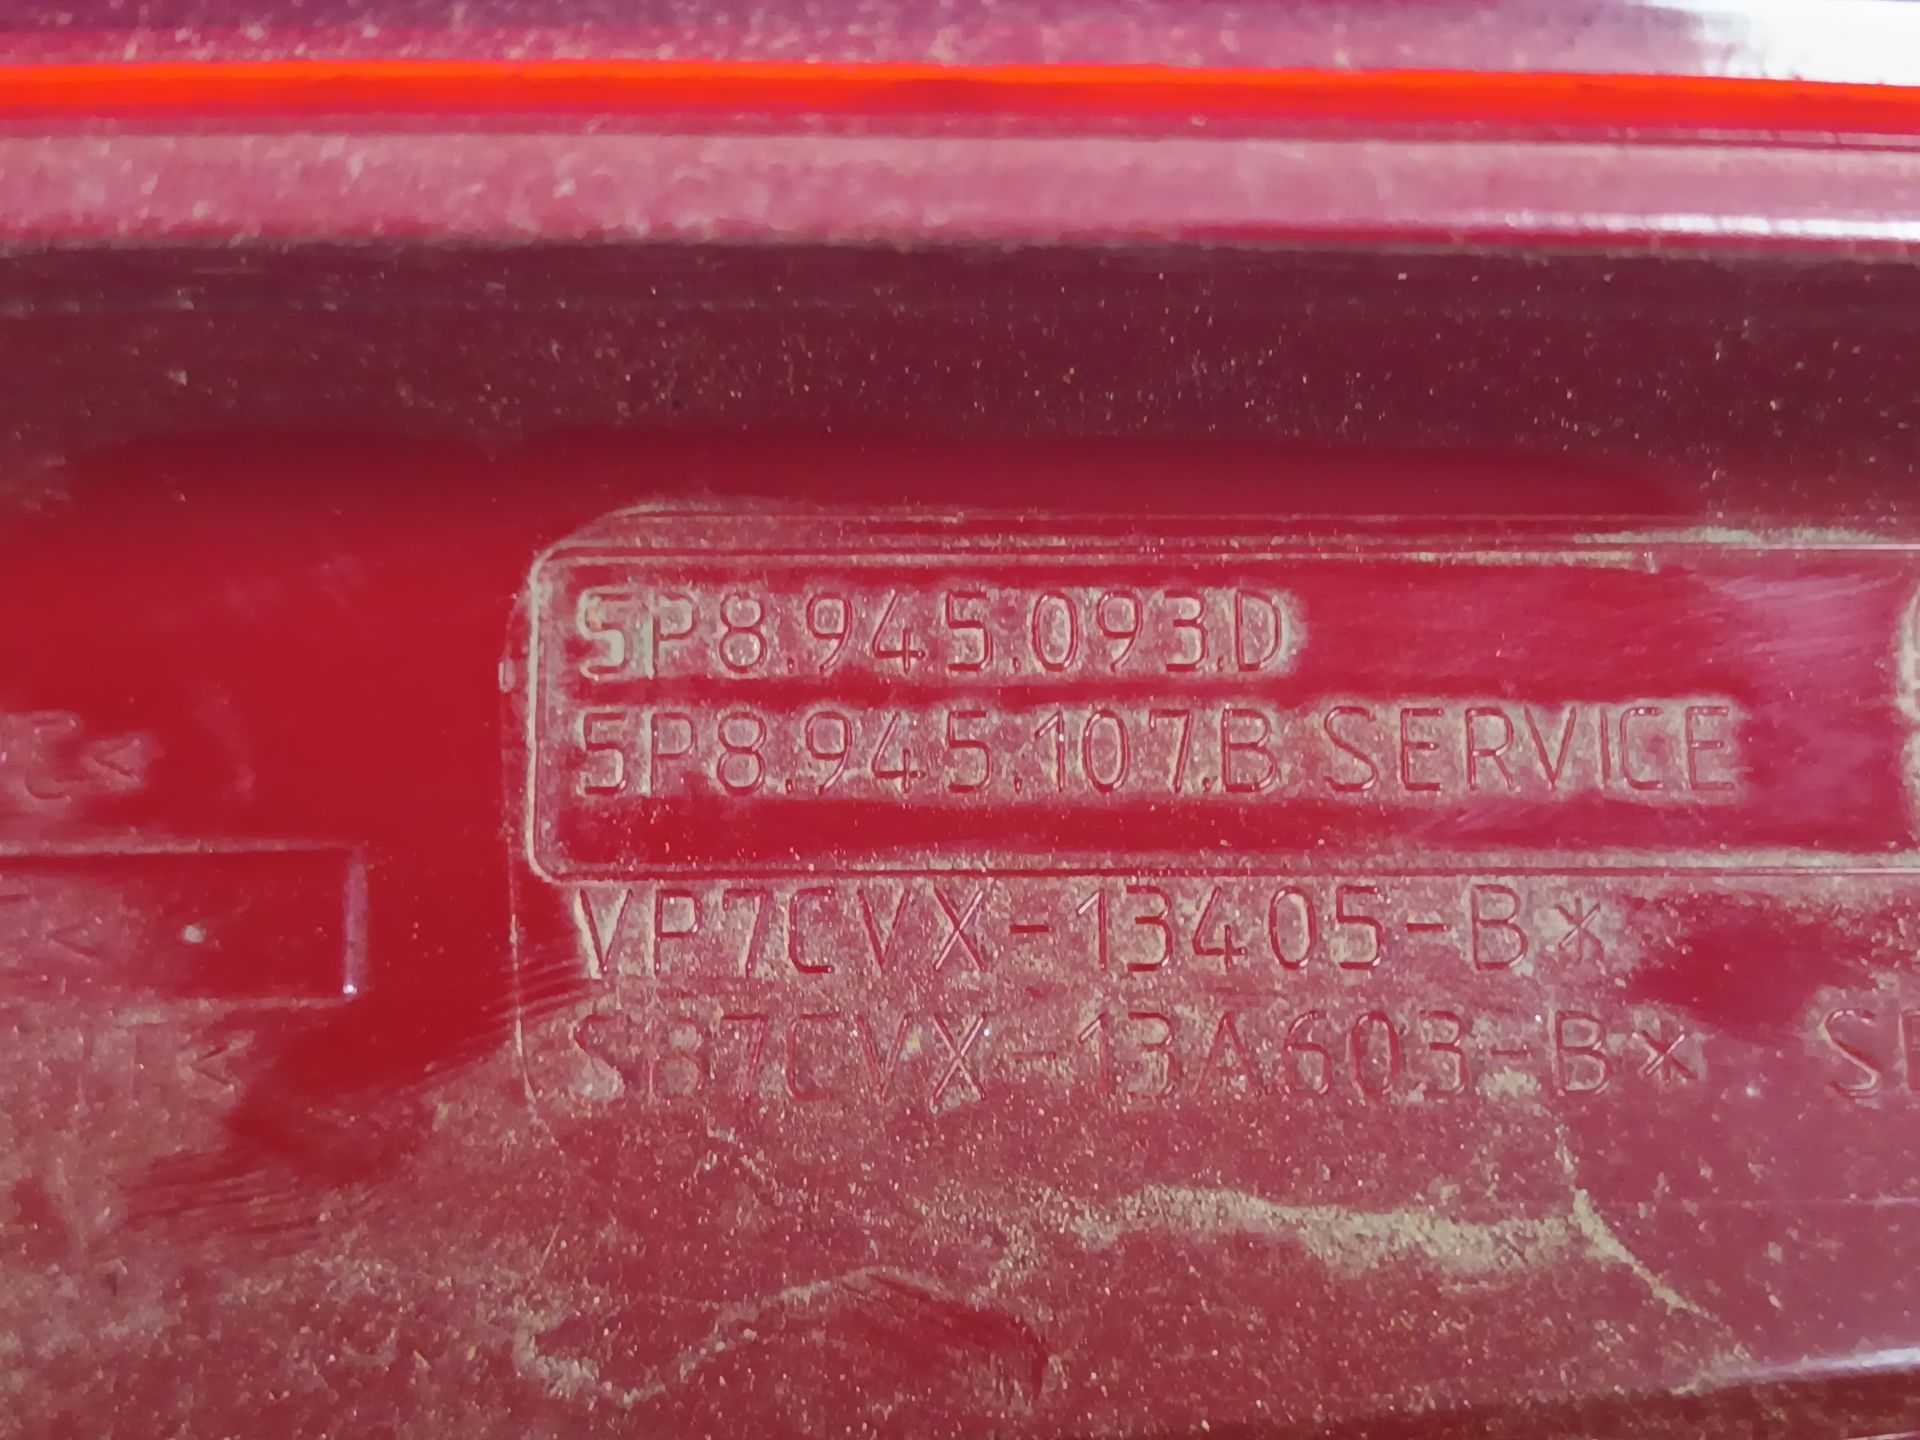 5P8.945.093.D
5P8.945.107.B SERVICE
VP7CVX-13405-B*
SB7CVX-13A603-B*